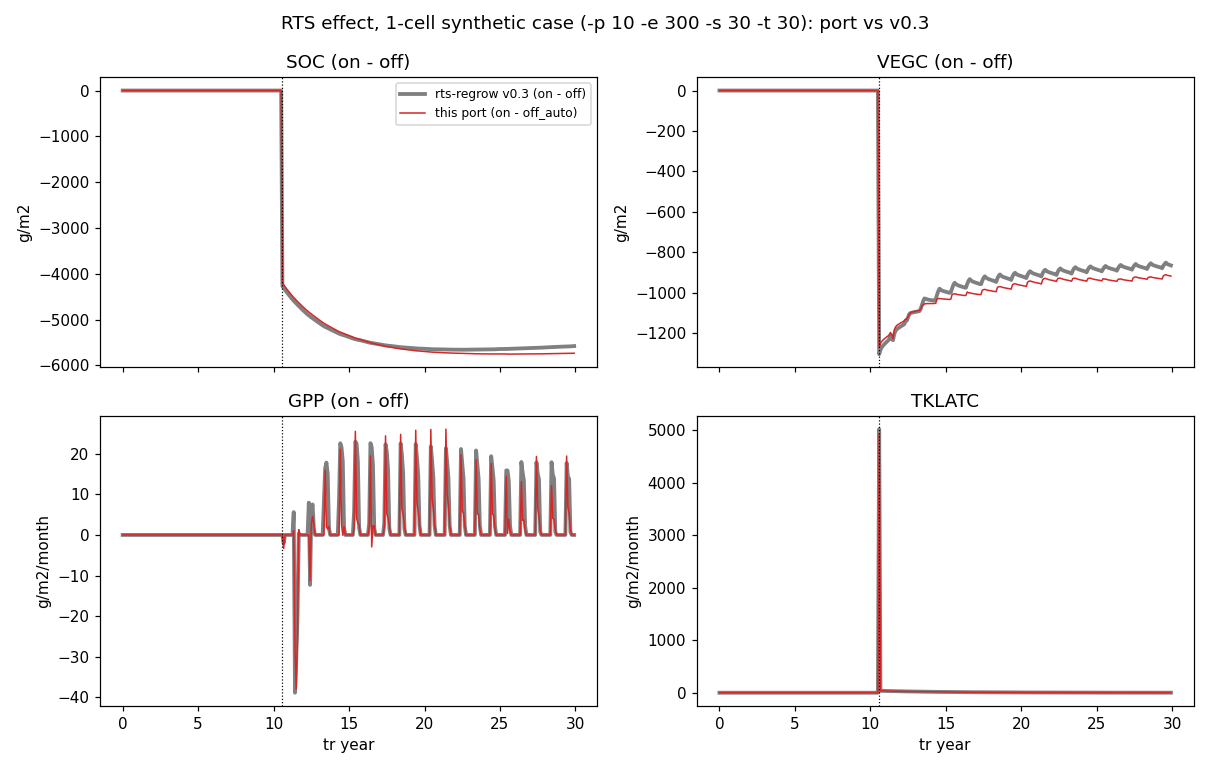 RTS effect, 1-cell synthetic case (-p 10 -e 300 -s 30 -t 30): port vs v0.3
SOC (on - off)
g/m2
0
−1000
−2000
−3000
−4000
−5000
−6000
rts-regrow v0.3 (on - off)
this port (on - off_auto)
VEGC (on - off)
g/m2
0
−200
−400
−600
−800
−1000
−1200
GPP (on - off)
g/m2/month
20
10
0
−10
−20
−30
−40
0 5 10 15 20 25 30
tr year
TKLATC
g/m2/month
5000
4000
3000
2000
1000
0
0 5 10 15 20 25 30
tr year